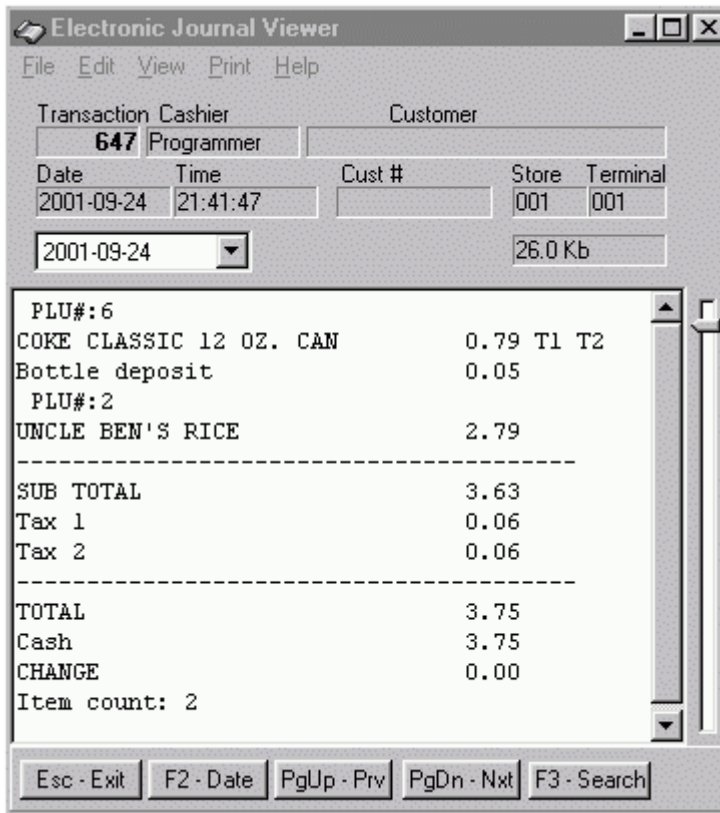 Electronic Journal Viewer
File Edit View Print Help
Transaction Cashier Customer
647 Programmer
Date Time Cust # Store Terminal
2001-09-24 21:41:47 001 001
2001-09-24 26.0 Kb
PLU#:6
COKE CLASSIC 12 OZ. CAN 0.79 T1 T2
Bottle deposit 0.05
PLU#:2
UNCLE BEN'S RICE 2.79
----------------------------------------
SUB TOTAL 3.63
Tax 1 0.06
Tax 2 0.06
----------------------------------------
TOTAL 3.75
Cash 3.75
CHANGE 0.00
Item count: 2
Esc - Exit F2 - Date PgUp - Prv PgDn - Nxt F3 - Search